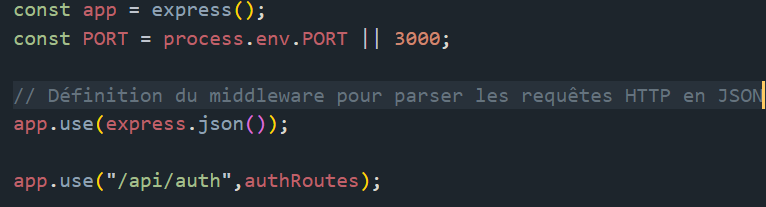 const app = express();
const PORT = process.env.PORT || 3000;
// Définition du middleware pour parser les requêtes HTTP en JSON
app.use(express.json());
app.use("/api/auth",authRoutes);